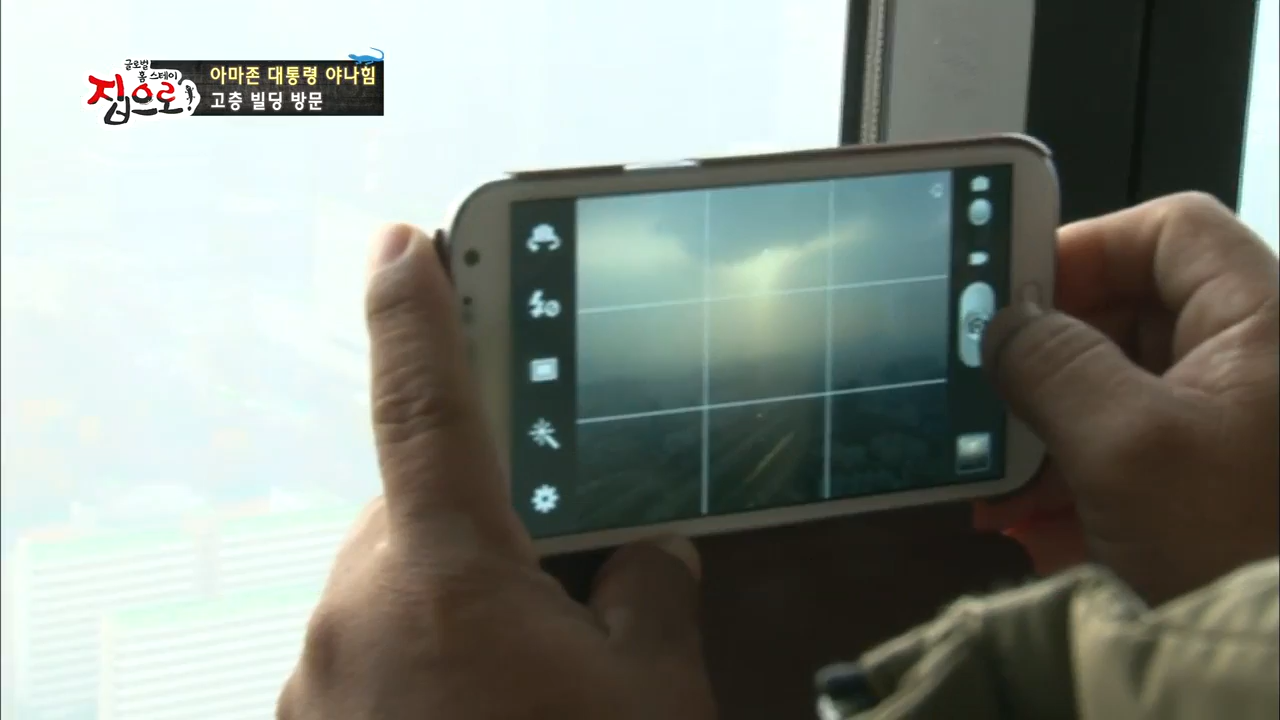 글로벌
홈 스테이
집으로
아마존 대통령 야나힘
고층 빌딩 방문